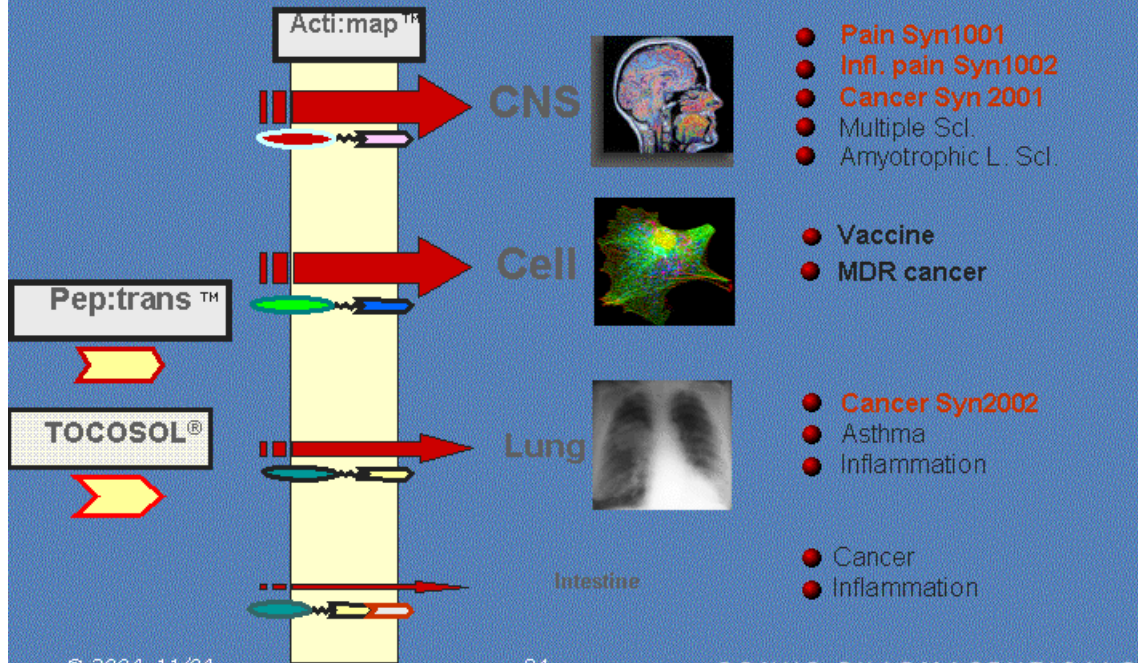 Acti:map™
CNS
Pain Syn1001
Infl. pain Syn1002
Cancer Syn 2001
Multiple Scl.
Amyotrophic L. Scl.
Pep:trans ™
Cell
Vaccine
MDR cancer
TOCOSOL®
Lung
Cancer Syn2002
Asthma
Inflammation
Intestine
Cancer
Inflammation